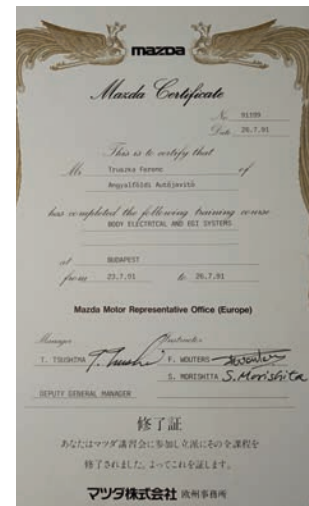 mazda
Mazda Certificate
No. 91199
Date 26.7.91
This is to certify that
Mr. Truszka Ferenc of
Angyalföldi Autójavitó
has completed the following training course
BODY ELECTRICAL AND EGI SYSTEMS
at BUDAPEST
from 23.7.91 to 26.7.91
Mazda Motor Representative Office (Europe)
Manager Instructor
T. TSUSHIMA F. WOUTERS
S. MORISHITA S. Morishita
DEPUTY GENERAL MANAGER
修了証
あなたはマツダ講習会に参加し立派にその全課程を
修了されました。よってこれを証します。
マツダ株式会社 欧州事務所